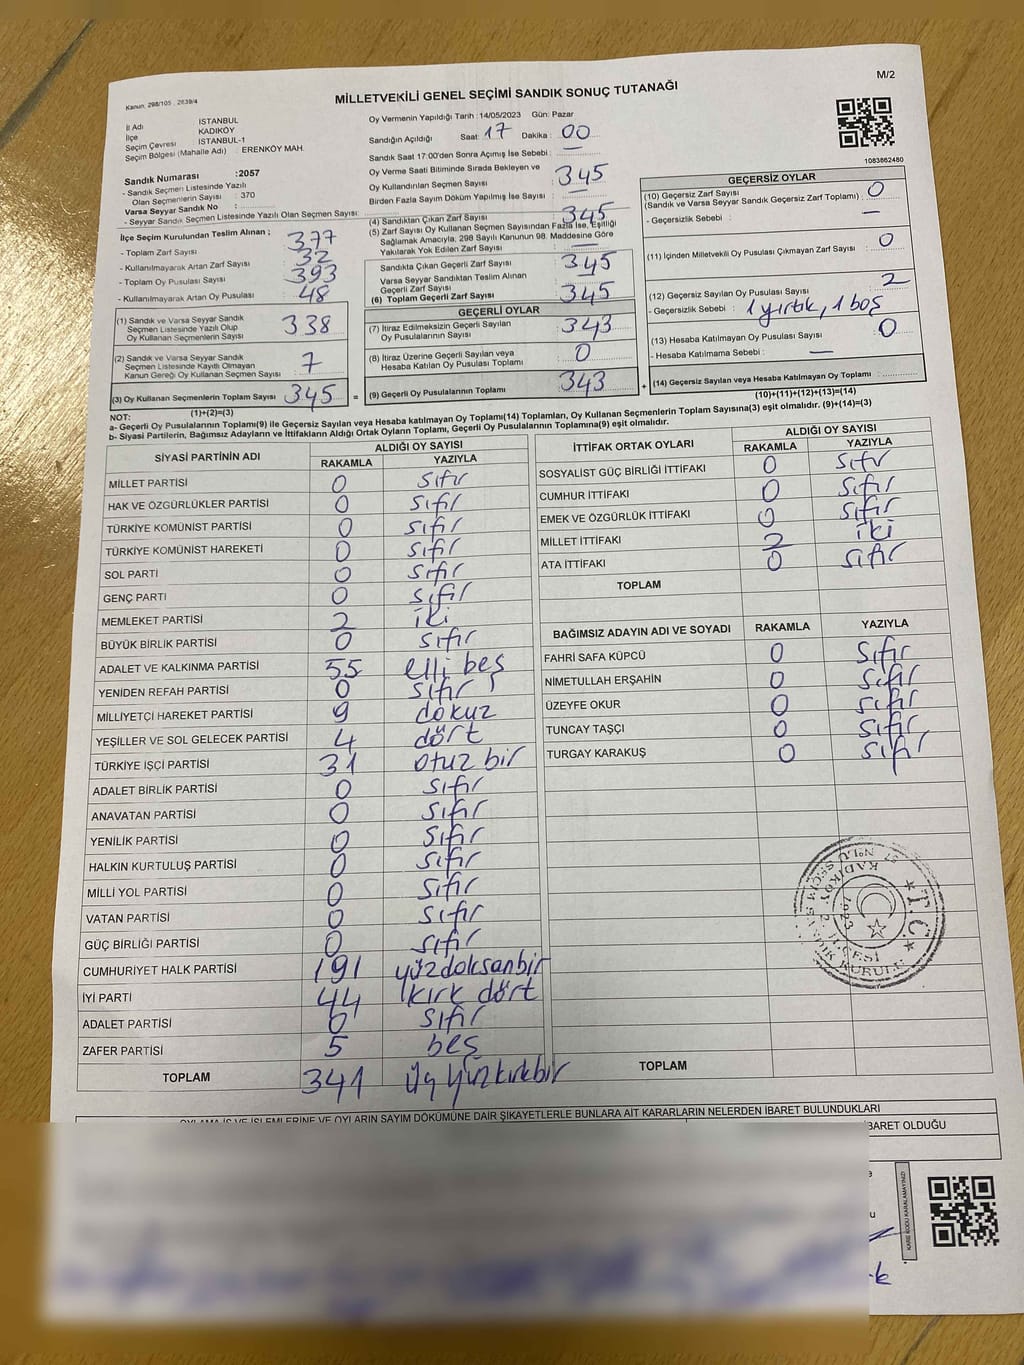 Kanun, 298/105 . 2839/4
M/2
MİLLETVEKİLİ GENEL SEÇİMİ SANDIK SONUÇ TUTANAĞI
İl Adı İSTANBUL
İlçe KADIKÖY
Seçim Çevresi İSTANBUL-1
Seçim Bölgesi (Mahalle Adı) : ERENKÖY MAH.
Oy Vermenin Yapıldığı Tarih : 14/05/2023 Gün: Pazar
Sandığın Açıldığı Saat: 17 Dakika : 00
Sandık Saat 17:00'den Sonra Açımış İse Sebebi : —
Oy Verme Saati Bitiminde Sırada Bekleyen ve
Oy Kullandırılan Seçmen Sayısı : 345
Birden Fazla Sayım Döküm Yapılmış İse Sayısı : —
Sandık Numarası :2057
- Sandık Seçmen Listesinde Yazılı
Olan Seçmenlerin Sayısı : 370
Varsa Seyyar Sandık No :
- Seyyar Sandık Seçmen Listesinde Yazılı Olan Seçmen Sayısı:
İlçe Seçim Kurulundan Teslim Alınan ;
- Toplam Zarf Sayısı : 377
- Kullanılmayarak Artan Zarf Sayısı : 32
- Toplam Oy Pusulası Sayısı : 393
- Kullanılmayarak Artan Oy Pusulası : 48
(1) Sandık ve Varsa Seyyar Sandık
Seçmen Listesinde Yazılı Olup
Oy Kullanan Seçmenlerin Sayısı : 338
(2) Sandık ve Varsa Seyyar Sandık
Seçmen Listesinde Kayıtlı Olmayan
Kanun Gereği Oy Kullanan Seçmen Sayısı : 7
(3) Oy Kullanan Seçmenlerin Toplam Sayısı : 345
(1)+(2)=(3)
(4) Sandıktan Çıkan Zarf Sayısı : 345
(5) Zarf Sayısı Oy Kullanan Seçmen Sayısından Fazla İse, Eşitliği
Sağlamak Amacıyla, 298 Sayılı Kanunun 98. Maddesine Göre
Yakılarak Yok Edilen Zarf Sayısı : —
Sandıkta Çıkan Geçerli Zarf Sayısı : 345
Varsa Seyyar Sandıktan Teslim Alınan
Geçerli Zarf Sayısı :
(6) Toplam Geçerli Zarf Sayısı : 345
GEÇERLİ OYLAR
(7) İtiraz Edilmeksizin Geçerli Sayılan
Oy Pusulalarının Sayısı : 343
(8) İtiraz Üzerine Geçerli Sayılan veya
Hesaba Katılan Oy Pusulası Toplamı : 0
= (9) Geçerli Oy Pusulalarının Toplamı : 343 +
1083862480
GEÇERSİZ OYLAR
(10) Geçersiz Zarf Sayısı : 0
(Sandık ve Varsa Seyyar Sandık Geçersiz Zarf Toplamı)
- Geçersizlik Sebebi : —
(11) İçinden Milletvekili Oy Pusulası Çıkmayan Zarf Sayısı : 0
(12) Geçersiz Sayılan Oy Pusulası Sayısı : 2
- Geçersizlik Sebebi : 1 yırtık, 1 boş
(13) Hesaba Katılmayan Oy Pusulası Sayısı : 0
- Hesaba Katılmama Sebebi : —
(14) Geçersiz Sayılan veya Hesaba Katılmayan Oy Toplamı :
(10)+(11)+(12)+(13)=(14)
NOT:
a- Geçerli Oy Pusulalarının Toplamı(9) ile Geçersiz Sayılan veya Hesaba katılmayan Oy Toplamı(14) Toplamları, Oy Kullanan Seçmenlerin Toplam Sayısına(3) eşit olmalıdır. (9)+(14)=(3)
b- Siyasi Partilerin, Bağımsız Adayların ve İttifakların Aldığı Ortak Oyların Toplamı, Geçerli Oy Pusulalarının Toplamına(9) eşit olmalıdır.
SİYASİ PARTİNİN ADI ALDIĞI OY SAYISI
RAKAMLA YAZIYLA
MİLLET PARTİSİ 0 sıfır
HAK VE ÖZGÜRLÜKLER PARTİSİ 0 sıfır
TÜRKİYE KOMÜNİST PARTİSİ 0 sıfır
TÜRKİYE KOMÜNİST HAREKETİ 0 sıfır
SOL PARTİ 0 sıfır
GENÇ PARTİ 0 sıfır
MEMLEKET PARTİSİ 2 iki
BÜYÜK BİRLİK PARTİSİ 0 sıfır
ADALET VE KALKINMA PARTİSİ 55 elli beş
YENİDEN REFAH PARTİSİ 0 sıfır
MİLLİYETÇİ HAREKET PARTİSİ 9 dokuz
YEŞİLLER VE SOL GELECEK PARTİSİ 4 dört
TÜRKİYE İŞÇİ PARTİSİ 31 otuz bir
ADALET BİRLİK PARTİSİ 0 sıfır
ANAVATAN PARTİSİ 0 sıfır
YENİLİK PARTİSİ 0 sıfır
HALKIN KURTULUŞ PARTİSİ 0 sıfır
MİLLİ YOL PARTİSİ 0 sıfır
VATAN PARTİSİ 0 sıfır
GÜÇ BİRLİĞİ PARTİSİ 0 sıfır
CUMHURİYET HALK PARTİSİ 191 yüzdoksanbir
İYİ PARTİ 44 kırk dört
ADALET PARTİSİ 0 sıfır
ZAFER PARTİSİ 5 beş
TOPLAM 341 üç yüz kırkbir
İTTİFAK ORTAK OYLARI ALDIĞI OY SAYISI
RAKAMLA YAZIYLA
SOSYALİST GÜÇ BİRLİĞİ İTTİFAKI 0 sıfır
CUMHUR İTTİFAKI 0 sıfır
EMEK VE ÖZGÜRLÜK İTTİFAKI 0 sıfır
MİLLET İTTİFAKI 2 iki
ATA İTTİFAKI 0 sıfır
TOPLAM
BAĞIMSIZ ADAYIN ADI VE SOYADI RAKAMLA YAZIYLA
FAHRİ SAFA KÜPCÜ 0 sıfır
NİMETULLAH ERŞAHİN 0 sıfır
ÜZEYFE OKUR 0 sıfır
TUNCAY TAŞÇI 0 sıfır
TURGAY KARAKUŞ 0 sıfır
T.C.
KADIKÖY 2. İLÇESİ
1923
TOPLAM
OYLAMA İŞ VE İŞLEMLERİNE VE OYLARIN SAYIM DÖKÜMÜNE DAİR ŞİKAYETLERLE BUNLARA AİT KARARLARIN NELERDEN İBARET BULUNDUKLARI
İBARET OLDUĞU
KARE KODU KARALAMAYINIZ!